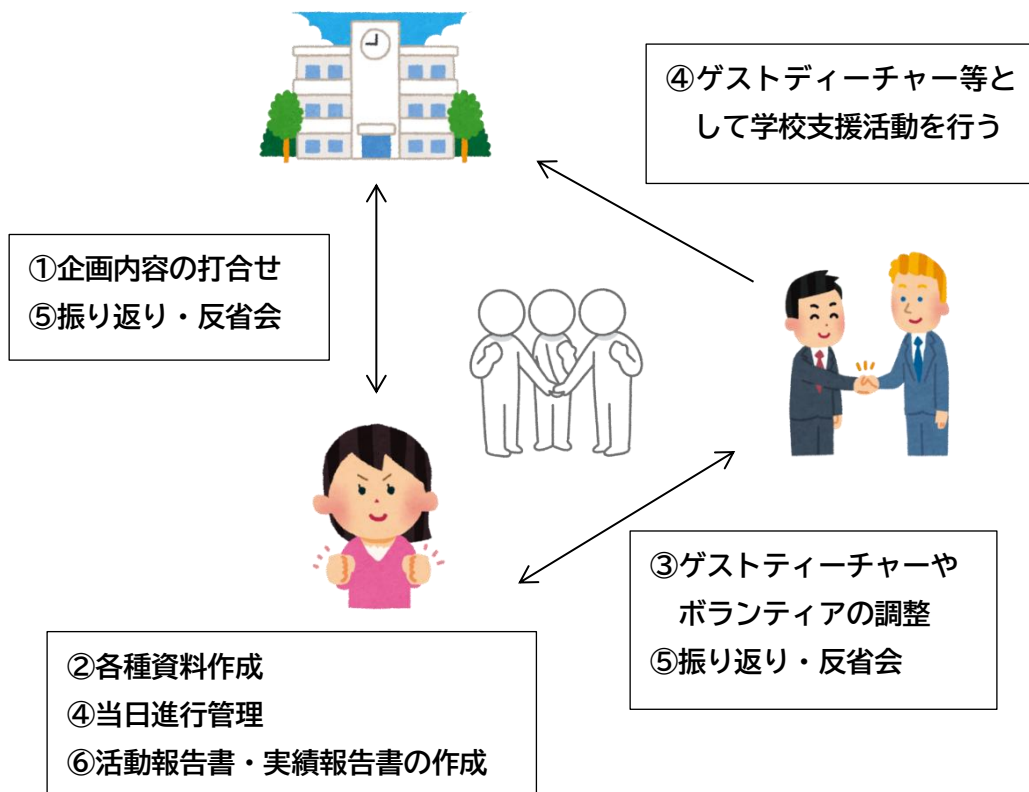 ④ゲストディーチャー等と
して学校支援活動を行う
①企画内容の打合せ
⑤振り返り・反省会
③ゲストティーチャーや
ボランティアの調整
⑤振り返り・反省会
②各種資料作成
④当日進行管理
⑥活動報告書・実績報告書の作成